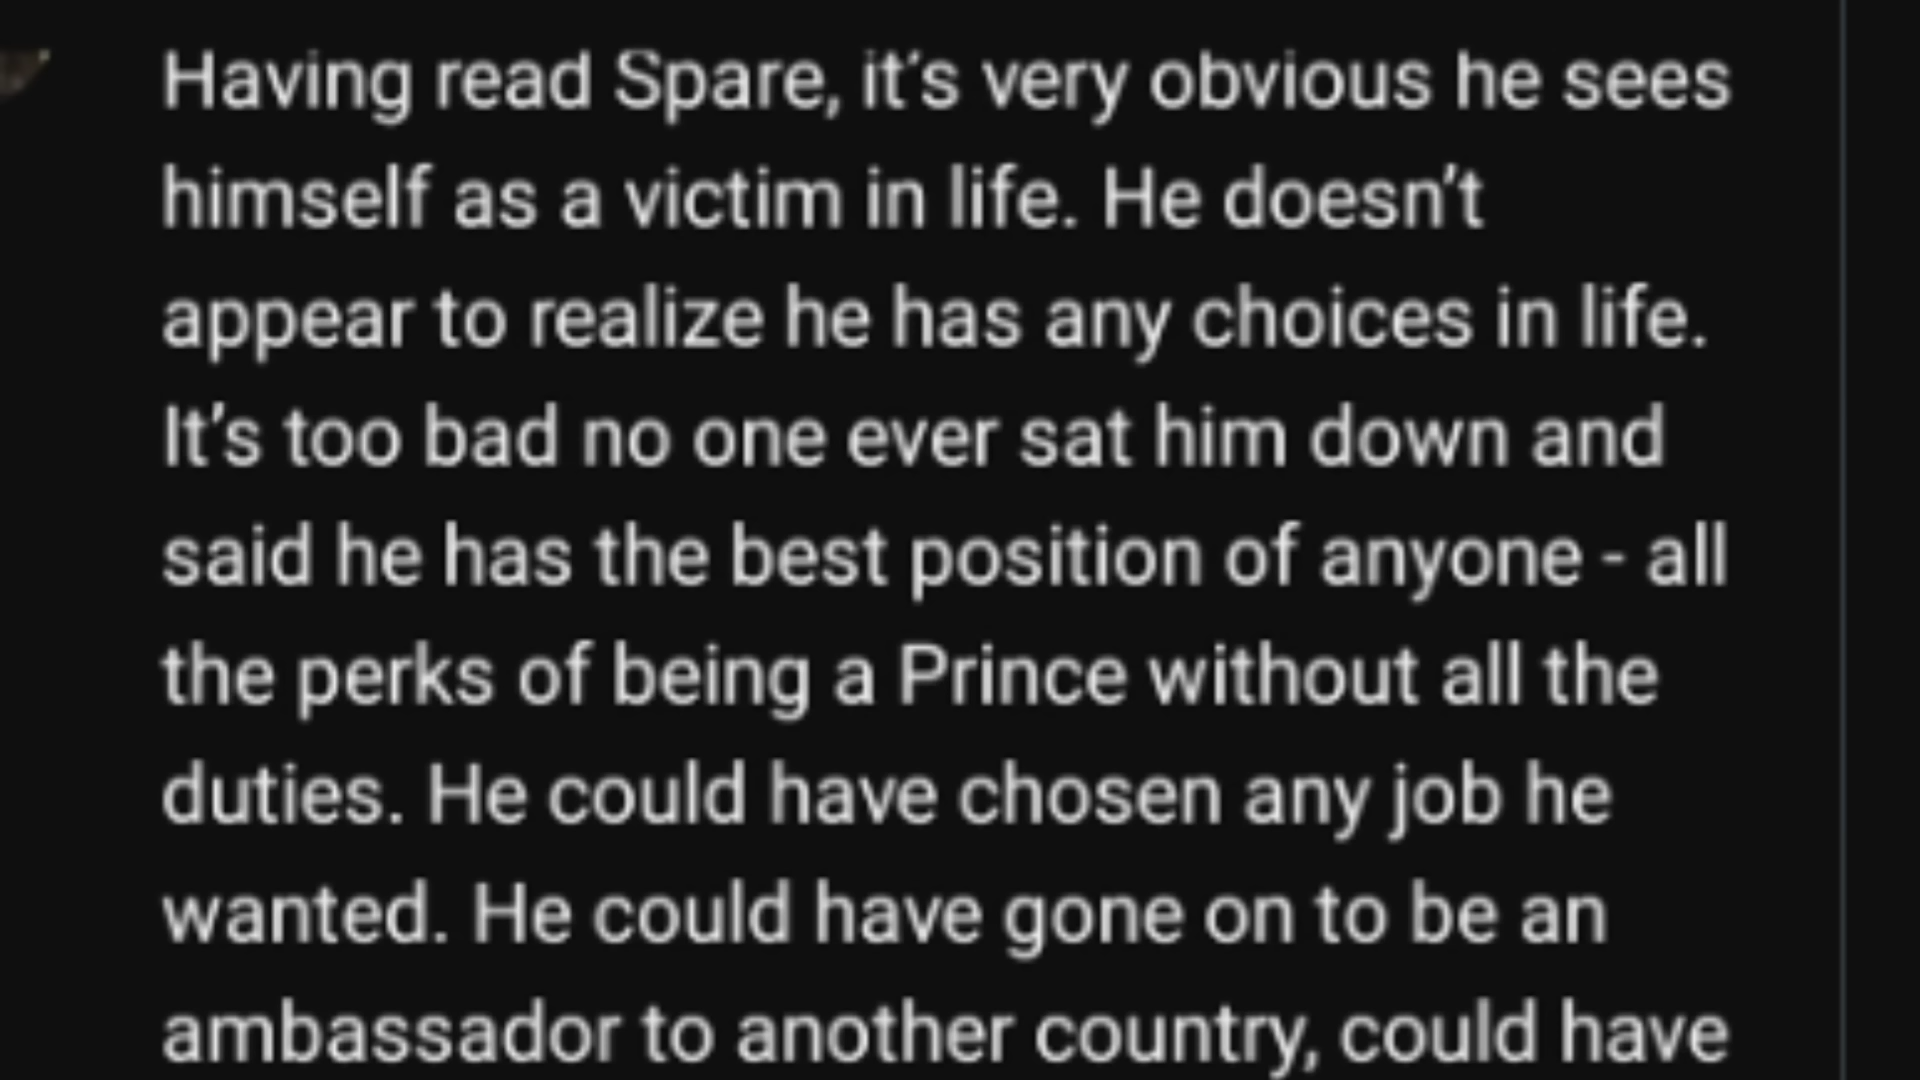 Having read Spare, it's very obvious he sees
himself as a victim in life. He doesn't
appear to realize he has any choices in life.
It's too bad no one ever sat him down and
said he has the best position of anyone - all
the perks of being a Prince without all the
duties. He could have chosen any job he
wanted. He could have gone on to be an
ambassador to another country, could have